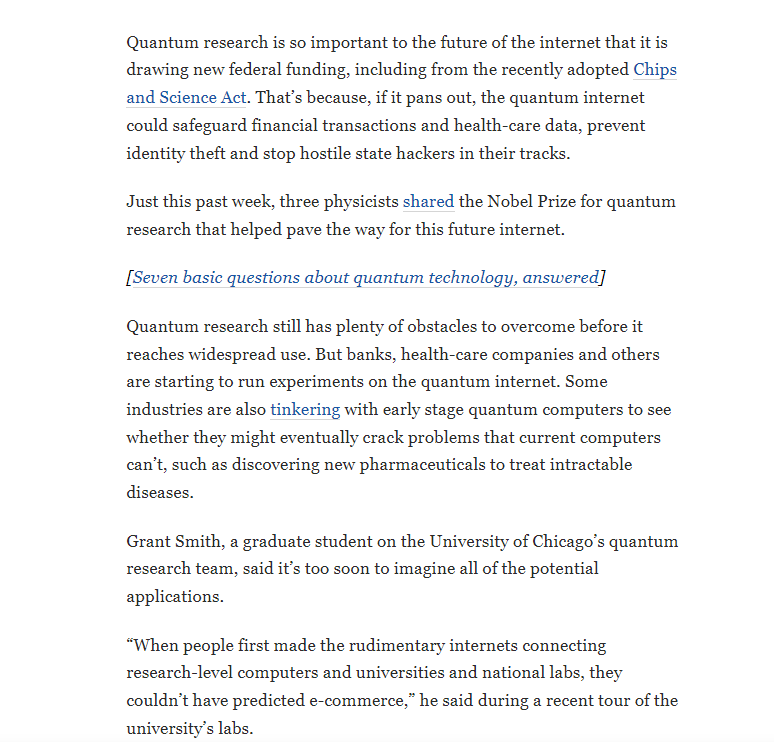 Quantum research is so important to the future of the internet that it is
drawing new federal funding, including from the recently adopted Chips
and Science Act. That’s because, if it pans out, the quantum internet
could safeguard financial transactions and health-care data, prevent
identity theft and stop hostile state hackers in their tracks.
Just this past week, three physicists shared the Nobel Prize for quantum
research that helped pave the way for this future internet.
[Seven basic questions about quantum technology, answered]
Quantum research still has plenty of obstacles to overcome before it
reaches widespread use. But banks, health-care companies and others
are starting to run experiments on the quantum internet. Some
industries are also tinkering with early stage quantum computers to see
whether they might eventually crack problems that current computers
can’t, such as discovering new pharmaceuticals to treat intractable
diseases.
Grant Smith, a graduate student on the University of Chicago’s quantum
research team, said it’s too soon to imagine all of the potential
applications.
“When people first made the rudimentary internets connecting
research-level computers and universities and national labs, they
couldn’t have predicted e-commerce,” he said during a recent tour of the
university’s labs.